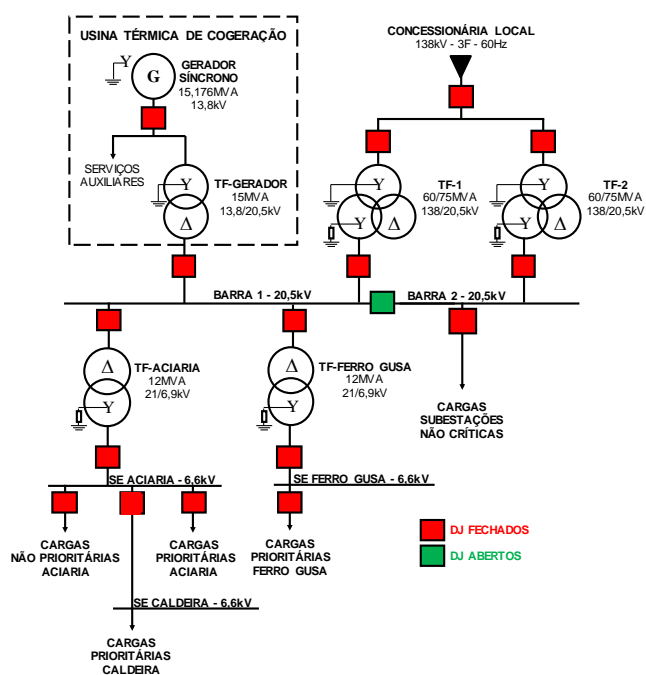 USINA TÉRMICA DE COGERAÇÃO
Y
G
GERADOR
SÍNCRONO
15,176MVA
13,8kV
SERVIÇOS
AUXILIARES
Y
Δ
TF-GERADOR
15MVA
13,8/20,5kV
CONCESSIONÁRIA LOCAL
138kV - 3F - 60Hz
Y
Y
Δ
TF-1
60/75MVA
138/20,5kV
Y
Y
Δ
TF-2
60/75MVA
138/20,5kV
BARRA 1 - 20,5kV
BARRA 2 - 20,5kV
Δ
Y
TF-ACIARIA
12MVA
21/6,9kV
Δ
Y
TF-FERRO GUSA
12MVA
21/6,9kV
CARGAS
SUBESTAÇÕES
NÃO CRÍTICAS
SE ACIARIA - 6,6kV
SE FERRO GUSA - 6,6kV
CARGAS
NÃO PRIORITÁRIAS
ACIARIA
CARGAS
PRIORITÁRIAS
ACIARIA
CARGAS
PRIORITÁRIAS
FERRO GUSA
DJ FECHADOS
DJ ABERTOS
SE CALDEIRA - 6,6kV
CARGAS
PRIORITÁRIAS
CALDEIRA